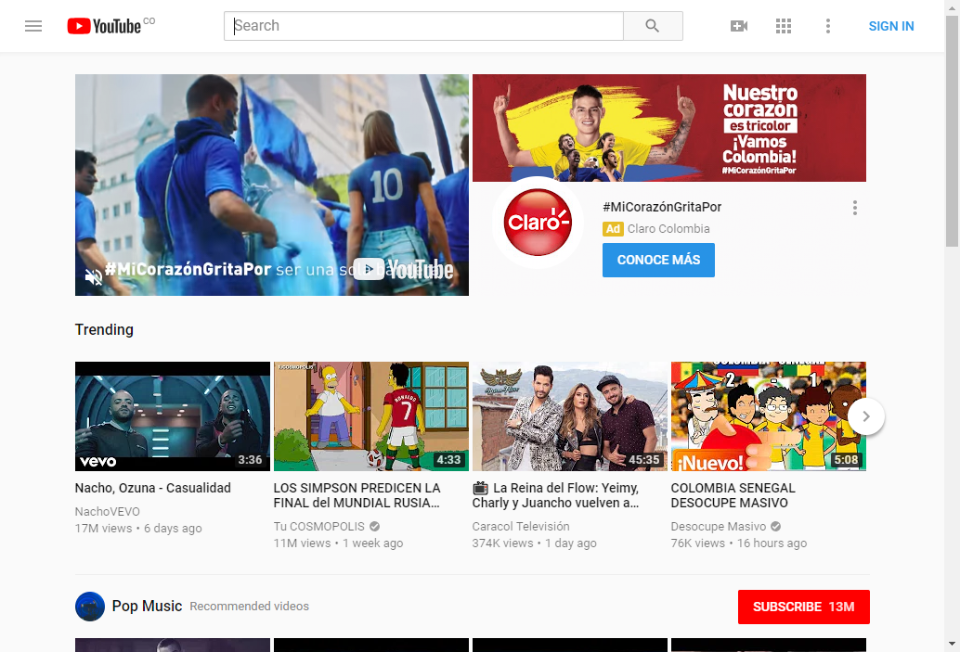 YouTube CO
Search
SIGN IN
#MiCorazónGritaPor ser una sola
YouTube
Nuestro
corazón
es tricolor
¡Vamos
Colombia!
#MiCorazónGritaPor
Claro
#MiCorazónGritaPor
Ad Claro Colombia
CONOCE MÁS
Trending
vevo
3:36
Nacho, Ozuna - Casualidad
NachoVEVO
17M views • 6 days ago
RONALDO
7
4:33
LOS SIMPSON PREDICEN LA
FINAL del MUNDIAL RUSIA...
Tu COSMOPOLIS
11M views • 1 week ago
45:35
La Reina del Flow: Yeimy,
Charly y Juancho vuelven a...
Caracol Televisión
374K views • 1 day ago
2 - 1
¡Nuevo!
5:08
COLOMBIA SENEGAL
DESOCUPE MASIVO
Desocupe Masivo
76K views • 16 hours ago
10
Pop Music Recommended videos
SUBSCRIBE 13M